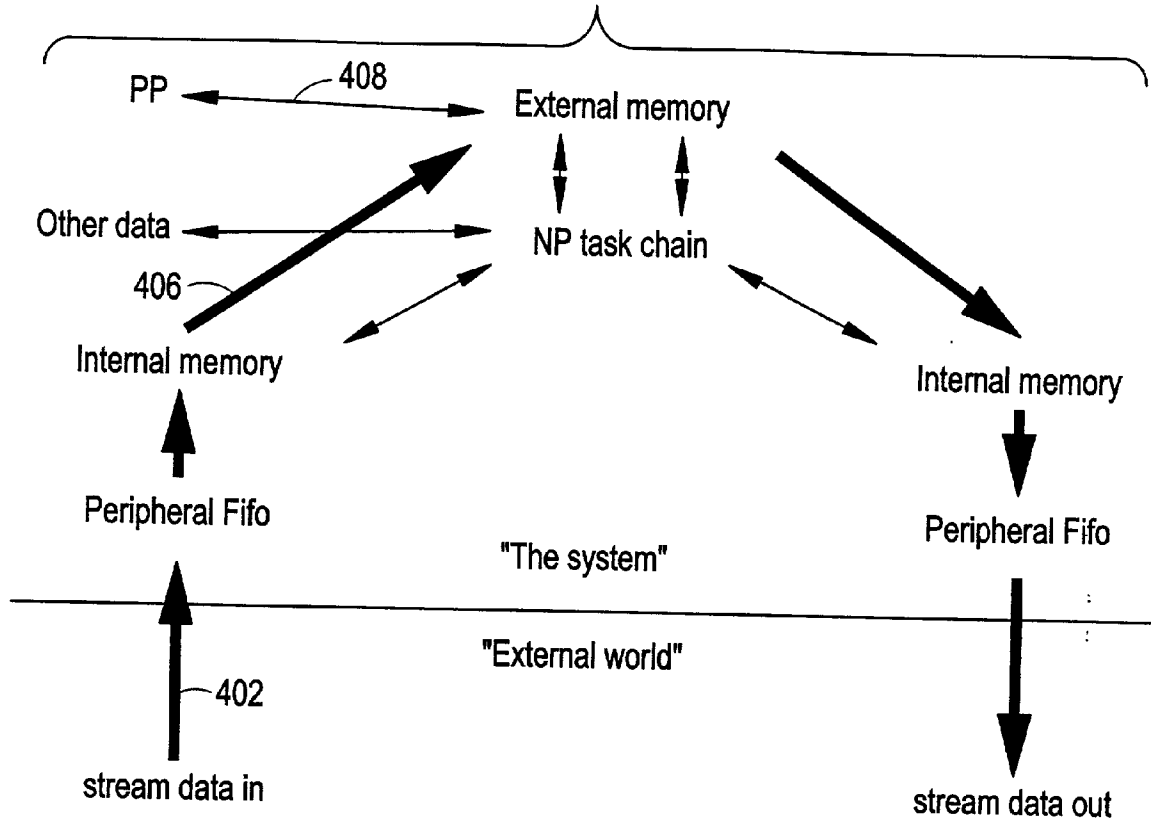 408
PP
External memory
Other data
NP task chain
406
Internal memory
Internal memory
Peripheral Fifo
Peripheral Fifo
"The system"
"External world"
402
stream data in
stream data out